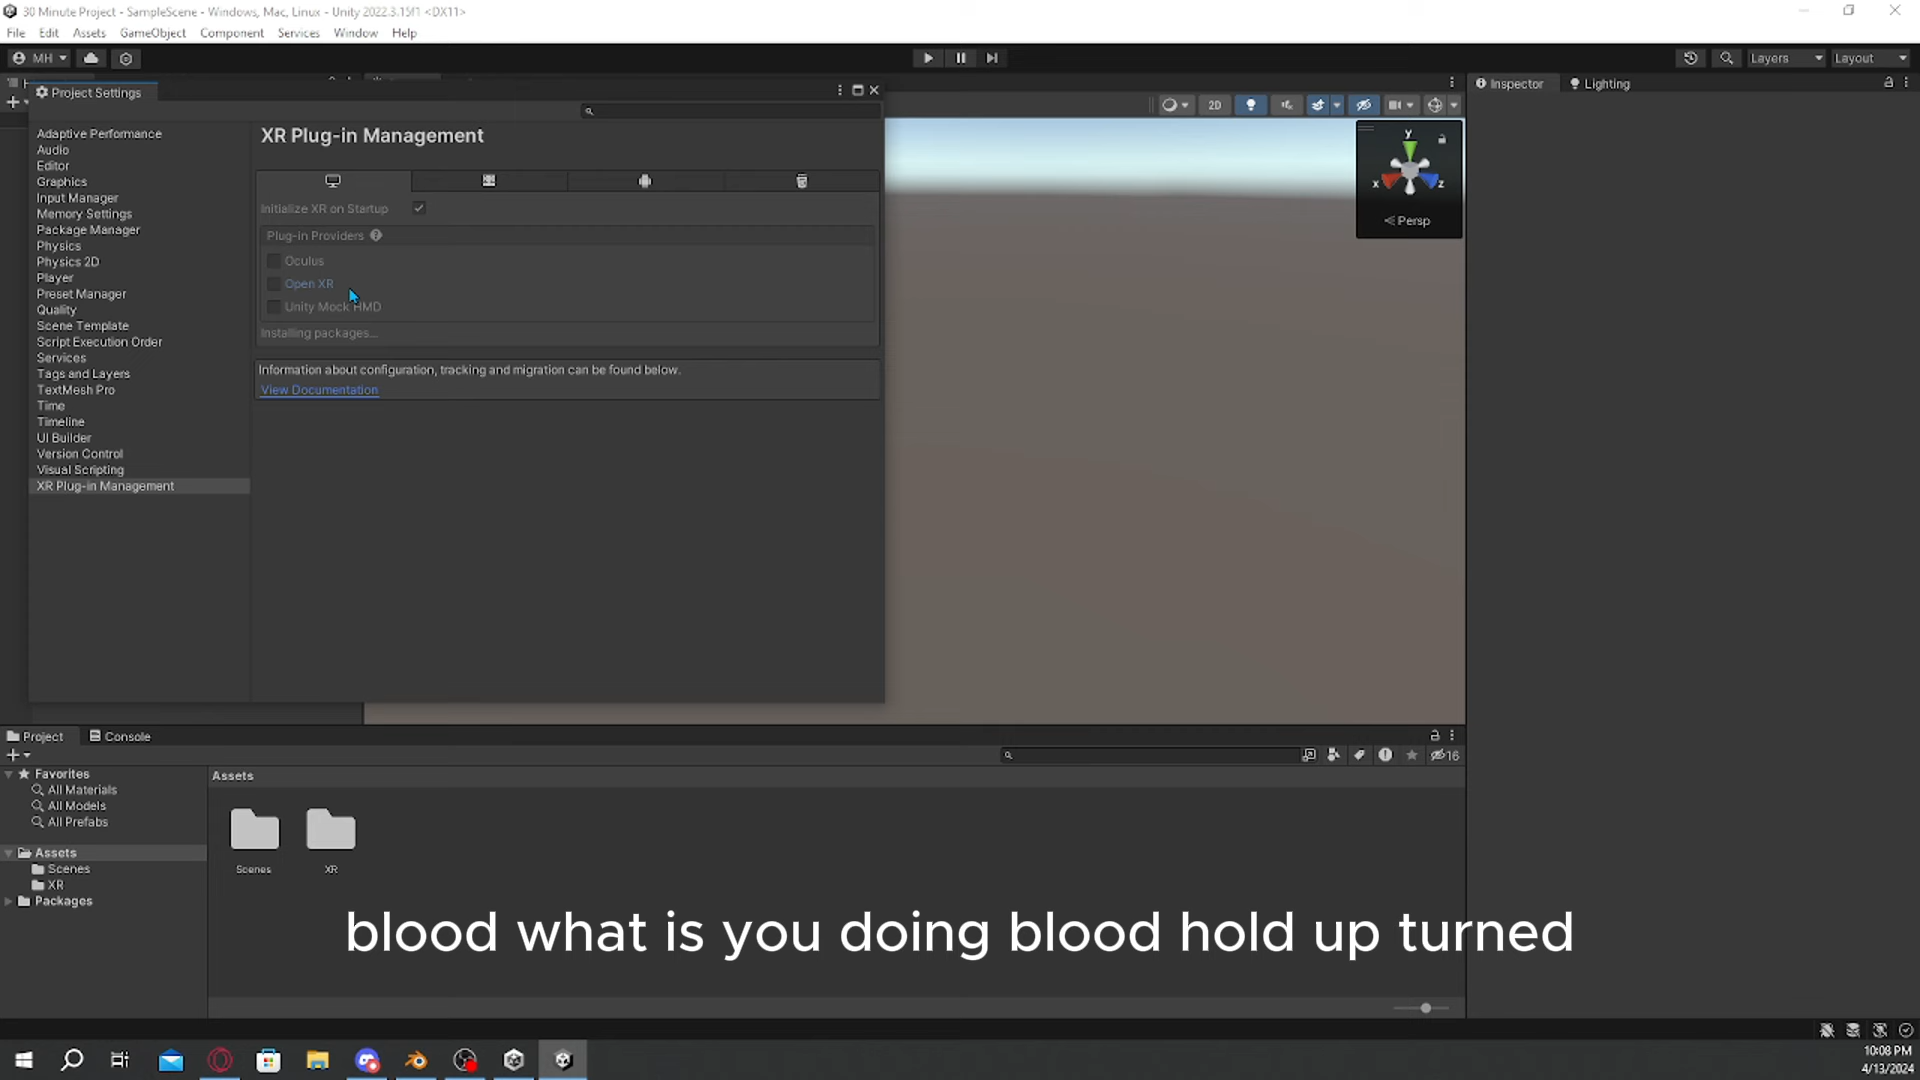 30 Minute Project - SampleScene - Windows, Mac, Linux - Unity 2022.3.15f1 <DX11>
File Edit Assets GameObject Component Services Window Help
MH
Layers
Layout
Project Settings
Inspector
Lighting
2D
y
x
z
Persp
Adaptive Performance
Audio
Editor
Graphics
Input Manager
Memory Settings
Package Manager
Physics
Physics 2D
Player
Preset Manager
Quality
Scene Template
Script Execution Order
Services
Tags and Layers
TextMesh Pro
Time
Timeline
UI Builder
Version Control
Visual Scripting
XR Plug-in Management
XR Plug-in Management
Initialize XR on Startup
Plug-in Providers
Oculus
Open XR
Unity Mock HMD
Installing packages...
Information about configuration, tracking and migration can be found below.
View Documentation
Project
Console
16
Favorites
All Materials
All Models
All Prefabs
Assets
Scenes
XR
Packages
Assets
Scenes
XR
blood what is you doing blood hold up turned
10:08 PM
4/13/2024